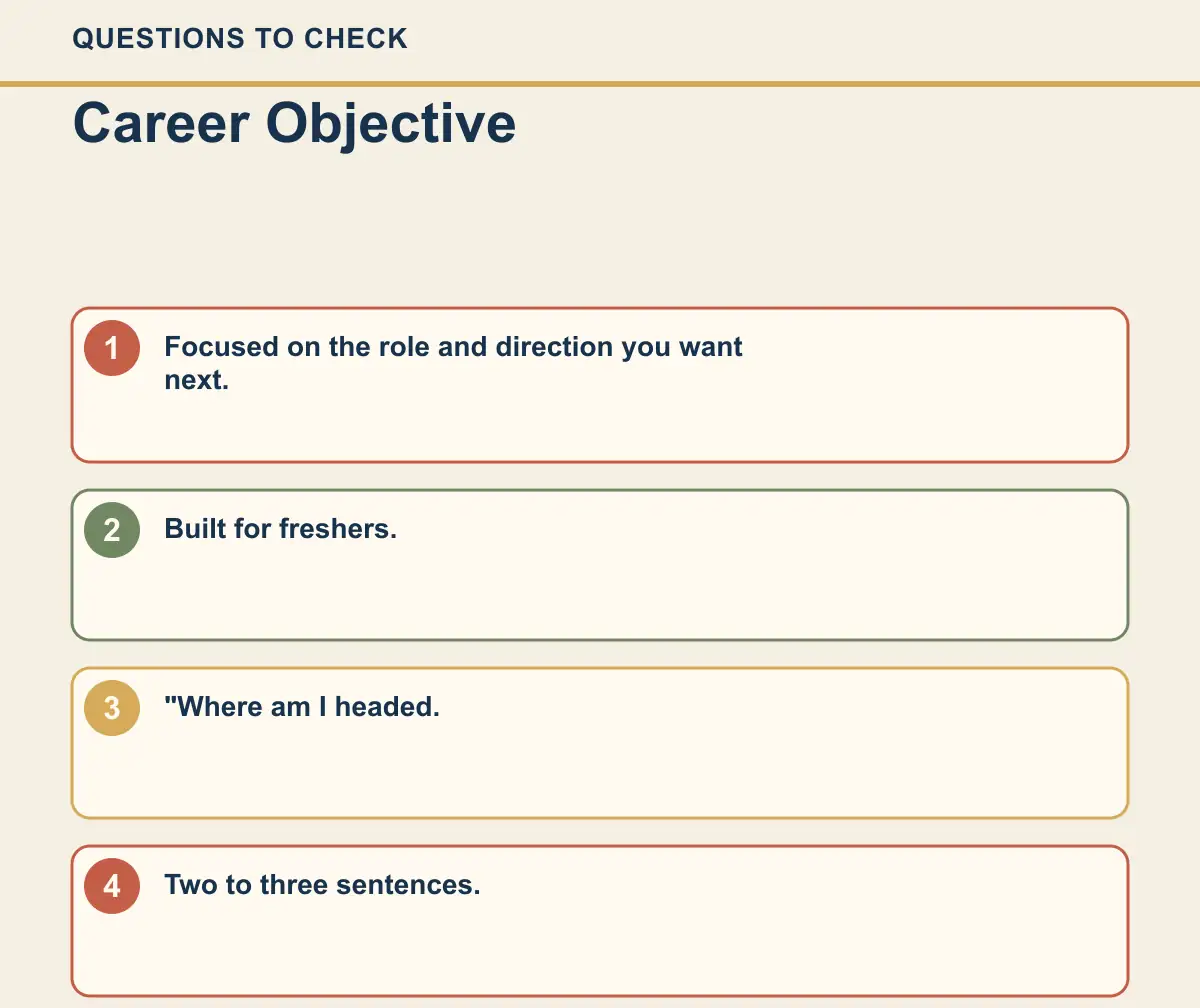 QUESTIONS TO CHECK
Career Objective
1
Focused on the role and direction you want
next.
2
Built for freshers.
3
"Where am I headed.
4
Two to three sentences.